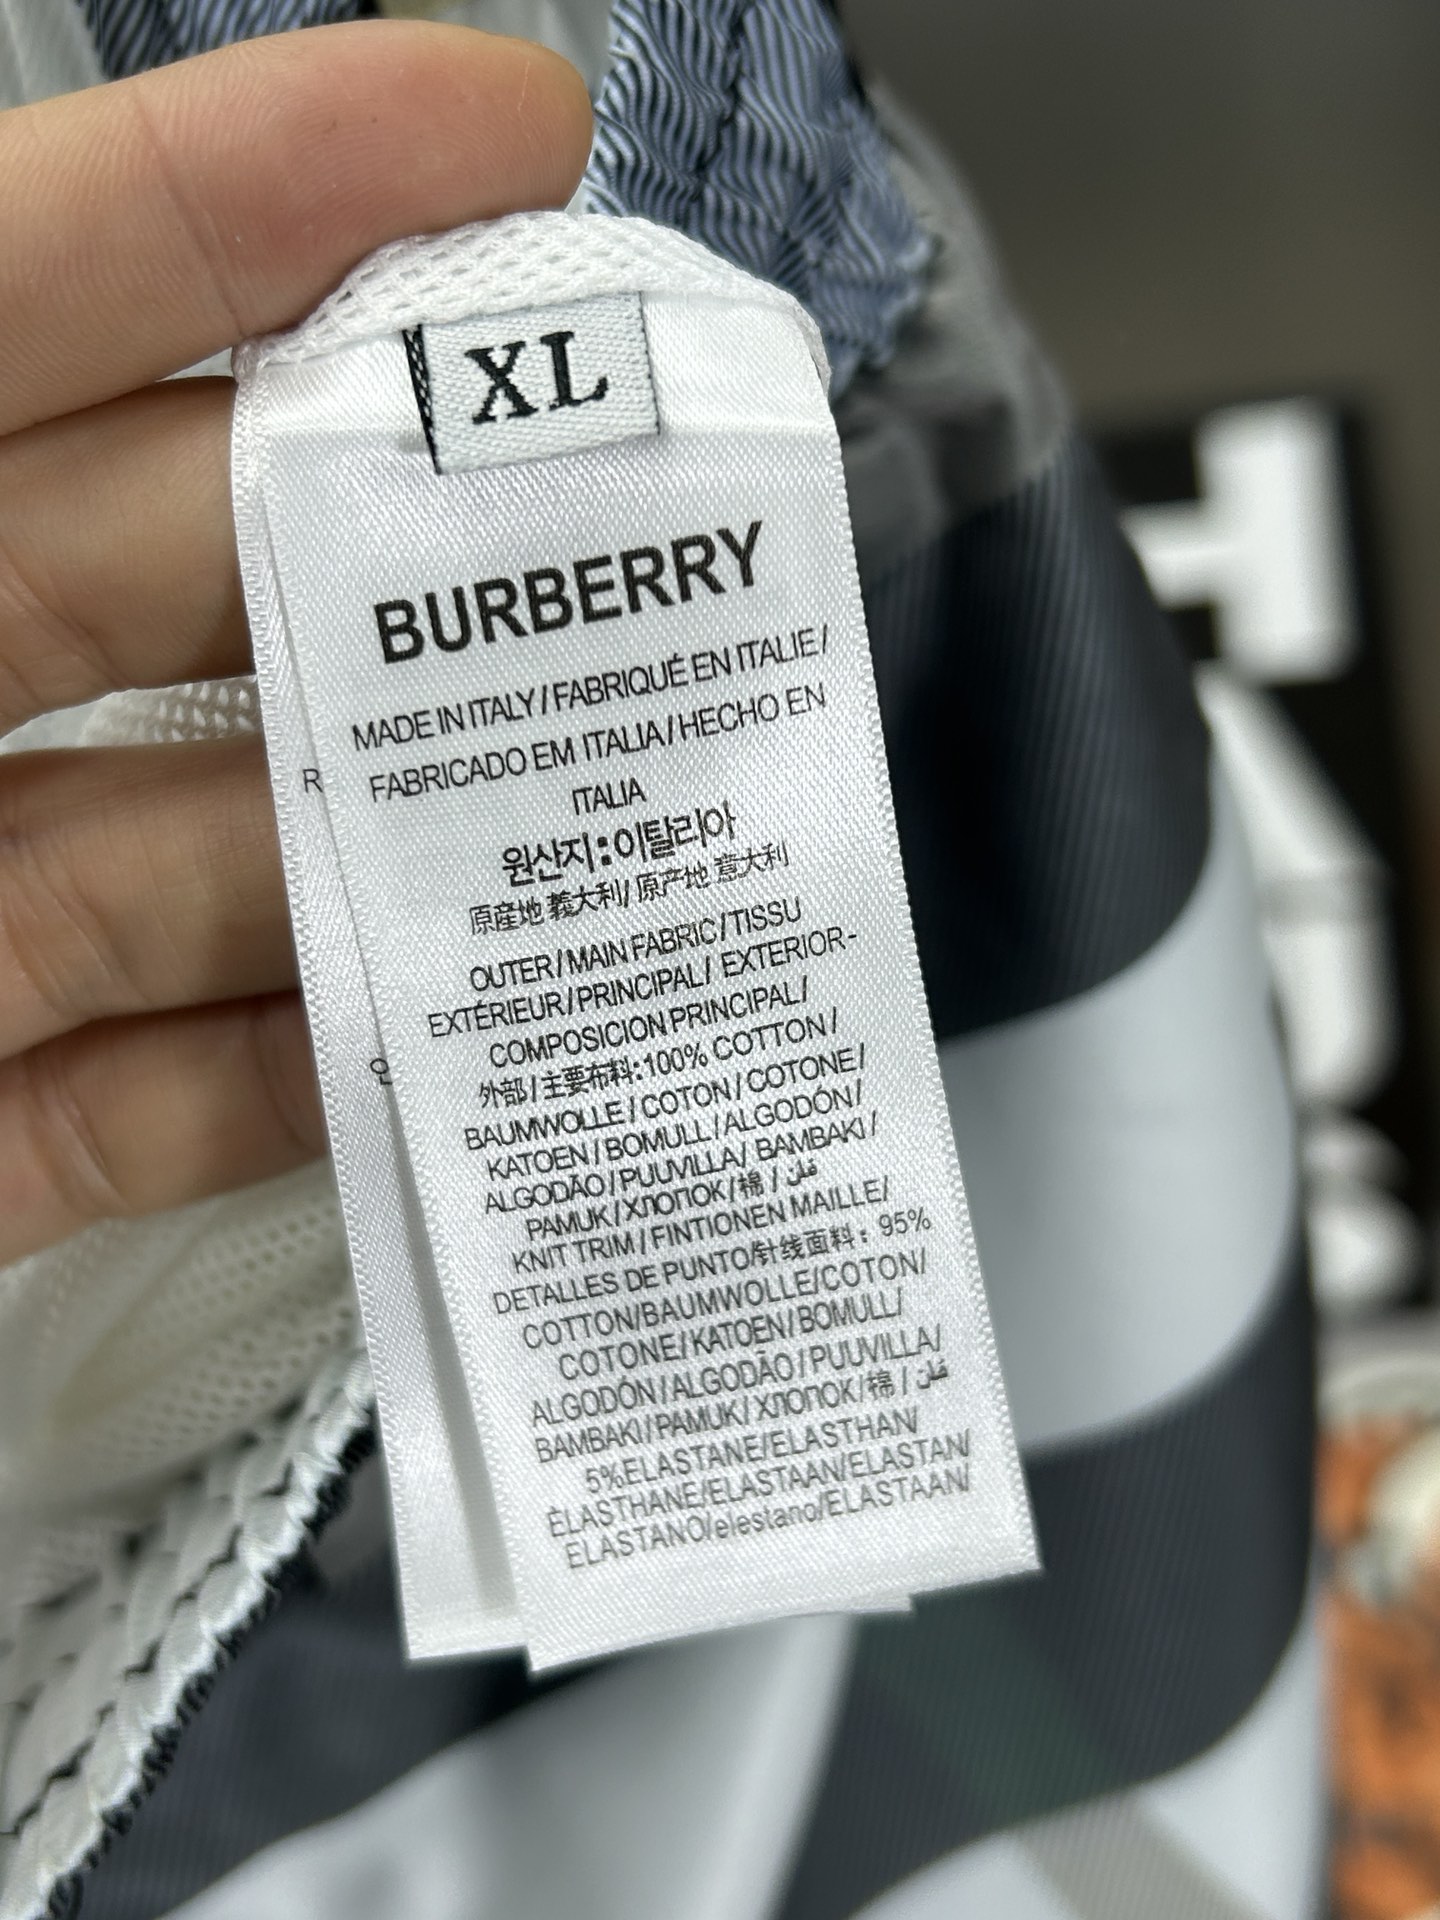 XL
BURBERRY
MADE IN ITALY/FABRIQUÉ EN ITALIE/
FABRICADO EM ITALIA/HECHO EN
ITALIA
원산지:이탈리아
原産地 義大利/ 原产地 意大利
OUTER/MAIN FABRIC/TISSU
EXTÉRIEUR/PRINCIPAL/ EXTERIOR-
COMPOSICION PRINCIPAL/
外部/主要布料:100% COTTON/
BAUMWOLLE/COTON/COTONE/
KATOEN/BOMULL/ALGODÓN/
ALGODÃO/PUUVILLA/BAMBAKI/
PAMUK/ХЛОПОК/棉/
KNIT TRIM/FINTIONEN MAILLE/
DETALLES DE PUNTO/针线面料: 95%
COTTON/BAUMWOLLE/COTON/
COTONE/KATOEN/BOMULL/
ALGODÓN/ALGODÃO/PUUVILLA/
BAMBAKI/PAMUK/ХЛОПОК/棉/
5%ELASTANE/ELASTHAN/
ÉLASTHANE/ELASTAAN/ELASTAN/
ELASTANO/elestano/ELASTAAN/
R